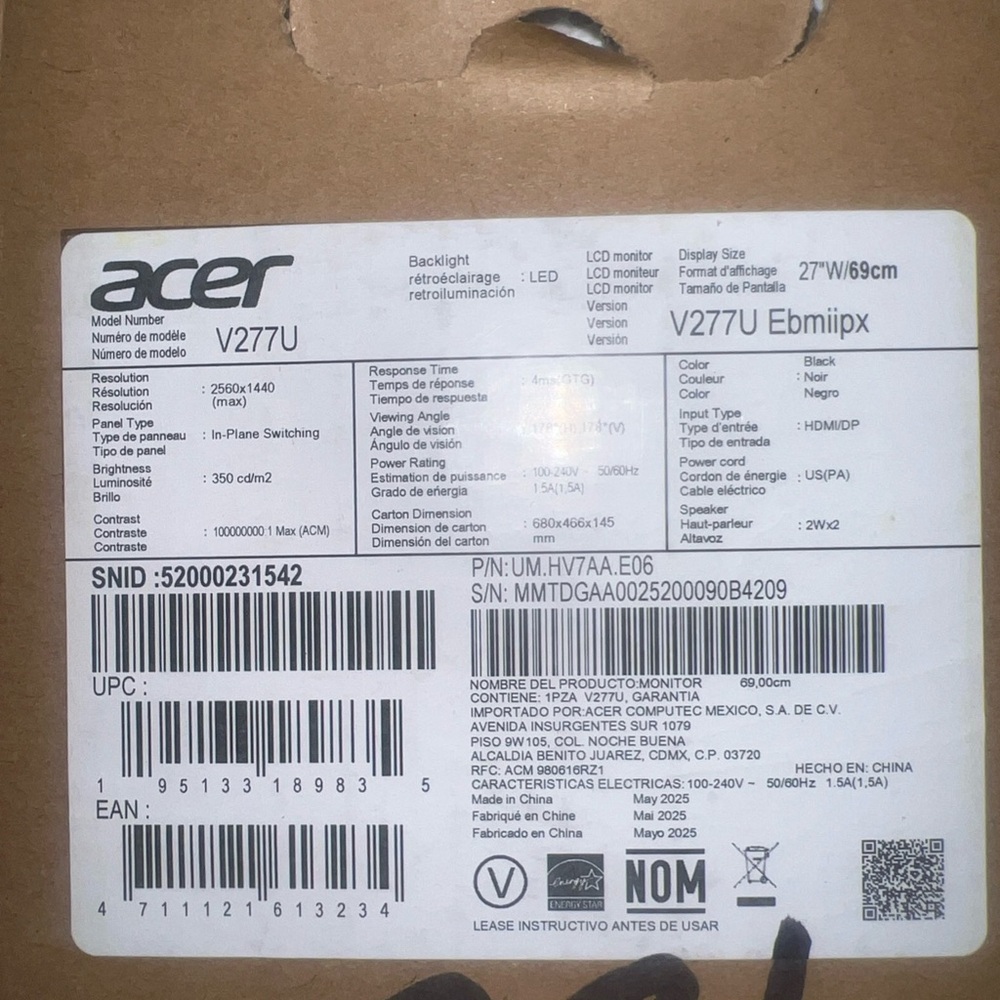 acer
Model Number
Numéro de modèle
Número de modelo
V277U
Backlight
rétroéclairage : LED
retroiluminación
LCD monitor
LCD moniteur
LCD monitor
Version
Version
Versión
Display Size
Format d'affichage
Tamaño de Pantalla
27"W/69cm
V277U Ebmiipx
Resolution
Résolution : 2560x1440
Resolución (max)
Panel Type
Type de panneau : In-Plane Switching
Tipo de panel
Brightness
Luminosité : 350 cd/m2
Brillo
Contrast
Contraste : 100000000:1 Max (ACM)
Contraste
Response Time
Temps de réponse : 4ms(GTG)
Tiempo de respuesta
Viewing Angle
Angle de vision : 178°(H) 178°(V)
Ángulo de visión
Power Rating
Estimation de puissance : 100-240V ~ 50/60Hz
Grado de energia 1.5A(1,5A)
Carton Dimension
Dimension de carton : 680x466x145
Dimensión del carton mm
Color Black
Couleur : Noir
Color Negro
Input Type
Type d'entrée : HDMI/DP
Tipo de entrada
Power cord
Cordon de énergie : US(PA)
Cable eléctrico
Speaker
Haut-parleur : 2Wx2
Altavoz
SNID :52000231542
UPC :
1 95133 18983 5
EAN :
4 711121 613234
P/N:UM.HV7AA.E06
S/N: MMTDGAA0025200090B4209
NOMBRE DEL PRODUCTO:MONITOR 69,00cm
CONTIENE: 1PZA V277U, GARANTIA
IMPORTADO POR:ACER COMPUTEC MEXICO, S.A. DE C.V.
AVENIDA INSURGENTES SUR 1079
PISO 9W105, COL. NOCHE BUENA
ALCALDIA BENITO JUAREZ, CDMX, C.P. 03720
RFC: ACM 980616RZ1 HECHO EN: CHINA
CARACTERISTICAS ELECTRICAS:100-240V ~ 50/60Hz 1.5A(1,5A)
Made in China May 2025
Fabriqué en Chine Mai 2025
Fabricado en China Mayo 2025
V
energy
ENERGY STAR
NOM
LEASE INSTRUCTIVO ANTES DE USAR